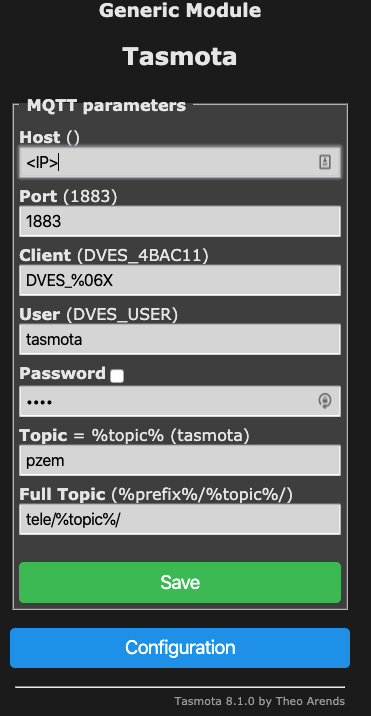 Generic Module
Tasmota
MQTT parameters
Host ()
<IP>
Port (1883)
1883
Client (DVES_4BAC11)
DVES_%06X
User (DVES_USER)
tasmota
Password
••••
Topic = %topic% (tasmota)
pzem
Full Topic (%prefix%/%topic%/)
tele/%topic%/
Save
Configuration
Tasmota 8.1.0 by Theo Arends